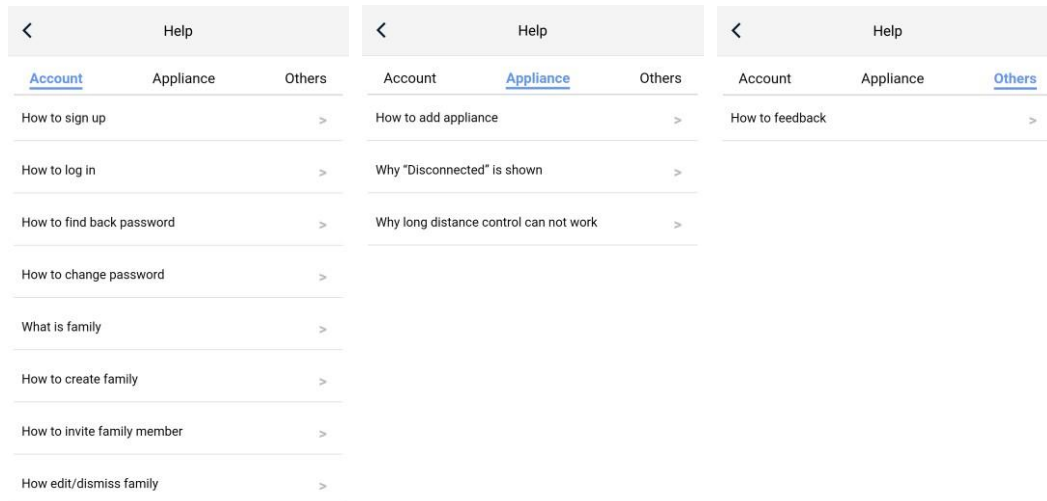 Help
Account Appliance Others
How to sign up >
How to log in >
How to find back password >
How to change password >
What is family >
How to create family >
How to invite family member >
How edit/dismiss family >
Help
Account Appliance Others
How to add appliance >
Why “Disconnected” is shown >
Why long distance control can not work >
Help
Account Appliance Others
How to feedback >